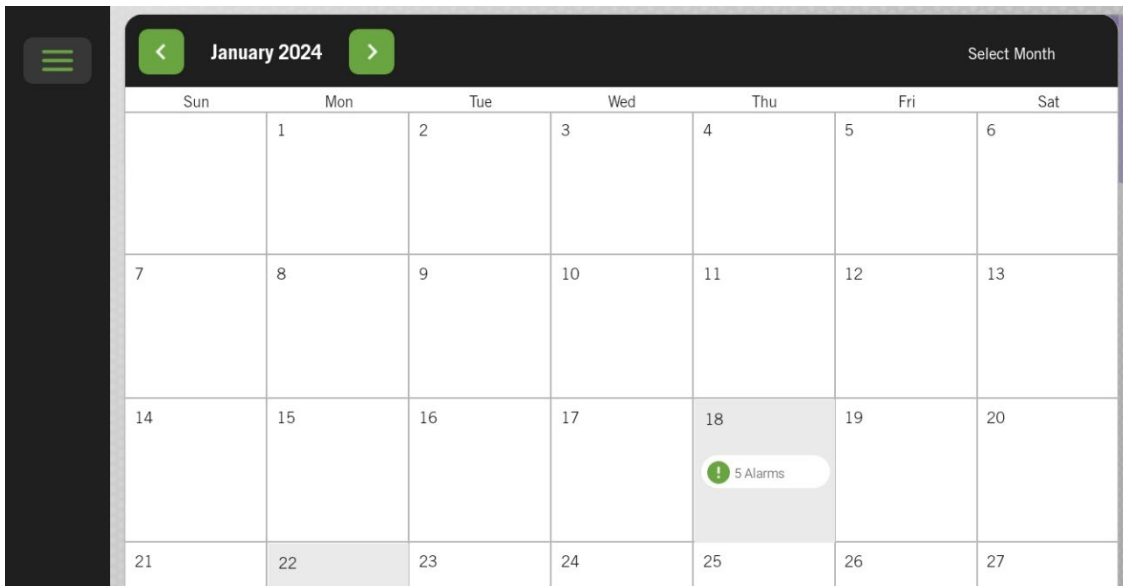 January 2024 Select Month
Sun Mon Tue Wed Thu Fri Sat
1 2 3 4 5 6
7 8 9 10 11 12 13
14 15 16 17 18 19 20
! 5 Alarms
21 22 23 24 25 26 27